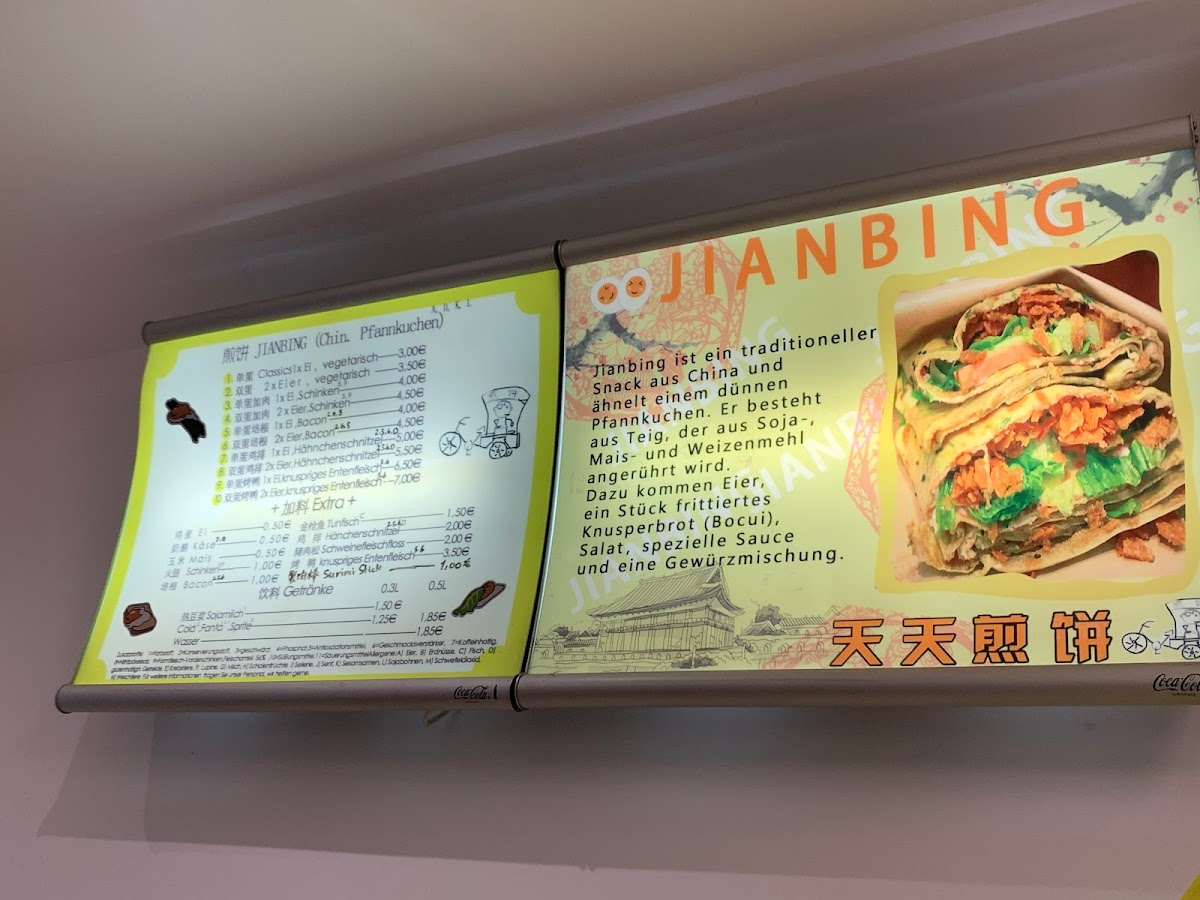 煎饼 JIANBING (Chin. Pfannkuchen)
1. 单蛋 Classics 1x Ei , vegetarisch 3,00€
2. 双蛋 2x Eier , vegetarisch 3,50€
3. 单蛋加肉 1x Ei ,Schinken 4,00€
4. 双蛋加肉 2x Eier,Schinken 4,50€
5. 单蛋培根 1x Ei ,Bacon 4,00€
6. 双蛋培根 2x Eier,Bacon 4,50€
7. 单蛋鸡排 1x Ei ,Hähnchenschnitzel 5,00€
8. 双蛋鸡排 2x Eier,Hähnchenschnitzel 5,50€
9. 单蛋烤鸭 1x Ei,knuspriges Entenfleisch 6,50€
10. 双蛋烤鸭 2x Eier,knuspriges Entenfleisch 7,00€
+ 加料 Extra +
鸡蛋 Ei 0.50€ 金枪鱼 Tunfisch 1,50€
奶酪 Käse 0.50€ 鸡 排 Hänchenschnitzel 2,00€
玉米 Mais 0.50€ 猪肉松 Schweinefleischfloss 2,00€
火腿 Schinken 1,00€ 烤 鸭 knuspriges Entenfleisch 3.50€
培根 Bacon 1,00€ Surimi Stick 1,00€
饮料 Getränke 0,3L 0.5L
热豆浆 Sojamilch 1,50€
Cola Fanta Sprite 1.25€ 1,85€
Wasser 1,85€
Coca-Cola
JIANBING
Jianbing ist ein traditioneller
Snack aus China und
ähnelt einem dünnen
Pfannkuchen. Er besteht
aus Teig, der aus Soja-,
Mais- und Weizenmehl
angerührt wird.
Dazu kommen Eier,
ein Stück frittiertes
Knusperbrot (Bocui),
Salat, spezielle Sauce
und eine Gewürzmischung.
天天煎饼
Coca-Col